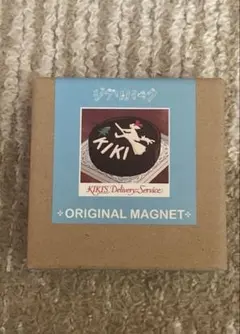 ジブリパーク
KIKI
KIKI'S Delivery Service
ORIGINAL MAGNET